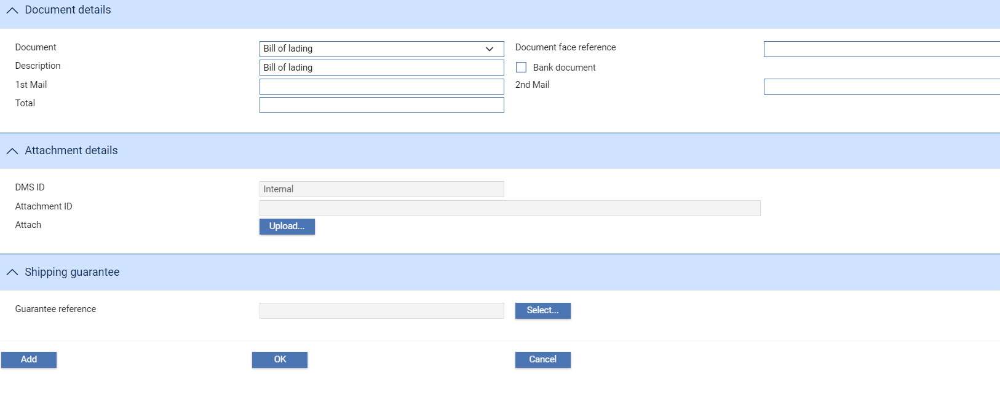 Document details
Document Bill of lading Document face reference
Description Bill of lading Bank document
1st Mail 2nd Mail
Total
Attachment details
DMS ID Internal
Attachment ID
Attach Upload...
Shipping guarantee
Guarantee reference Select...
Add OK Cancel